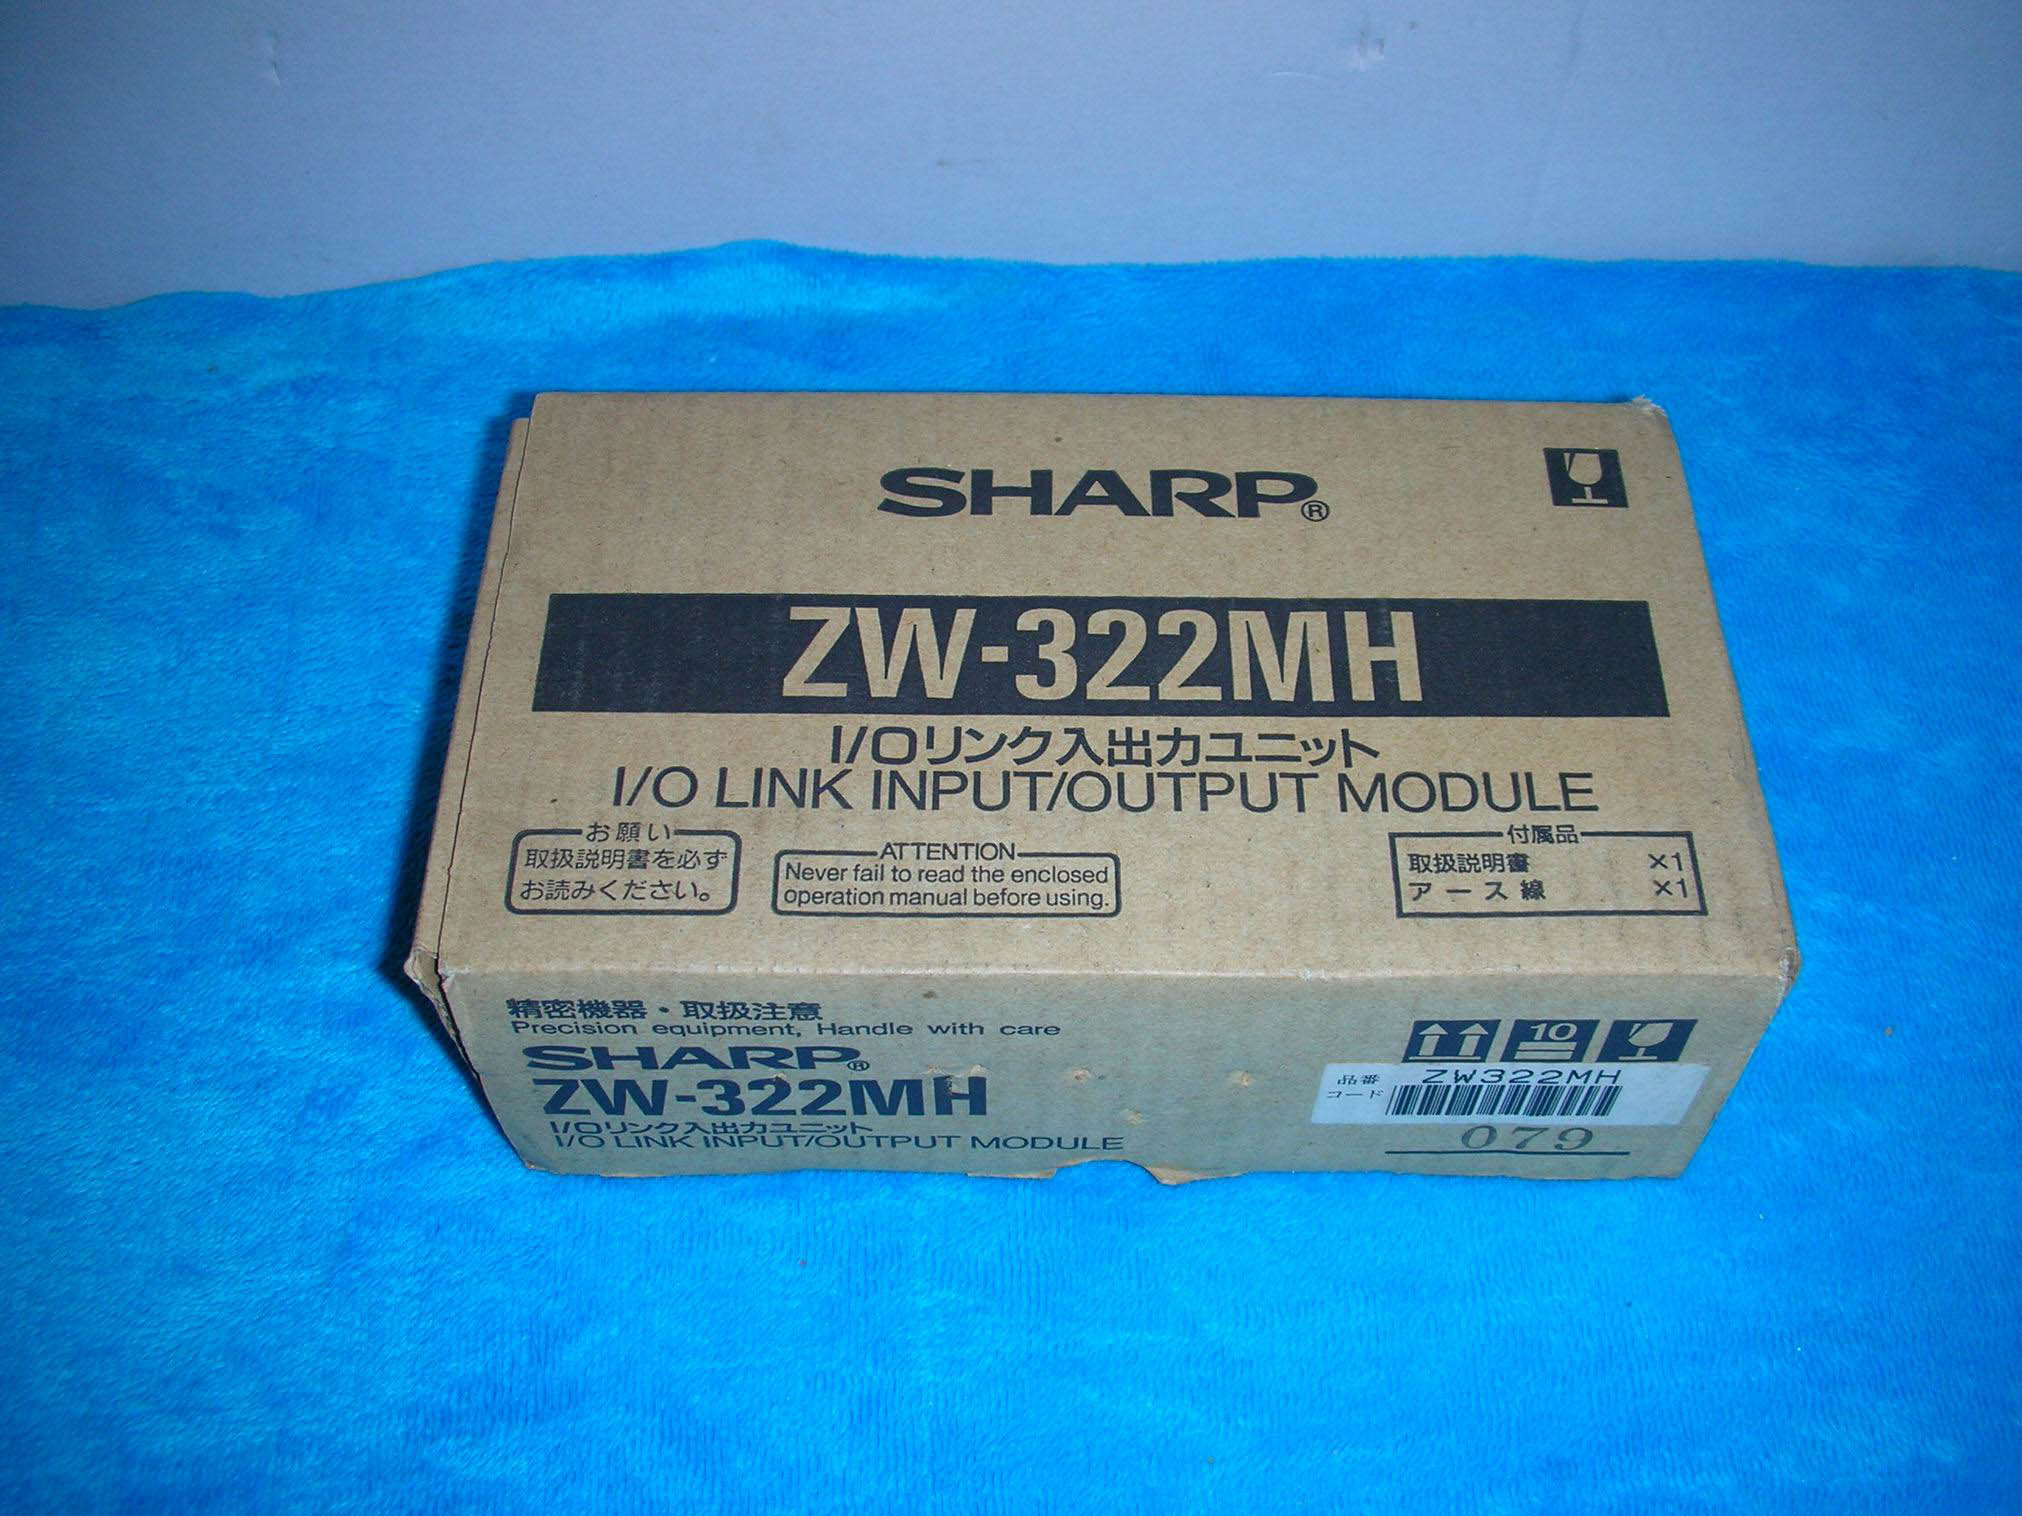 SHARP®
ZW-322MH
I/Oリンク入出力ユニット
I/O LINK INPUT/OUTPUT MODULE
お願い
取扱説明書を必ず
お読みください。
ATTENTION
Never fail to read the enclosed
operation manual before using.
付属品
取扱説明書 ×1
アース線 ×1
精密機器・取扱注意
Precision equipment, Handle with care
SHARP®
ZW-322MH
I/Oリンク入出力ユニット
I/O LINK INPUT/OUTPUT MODULE
10
品番 ZW322MH
コード
079